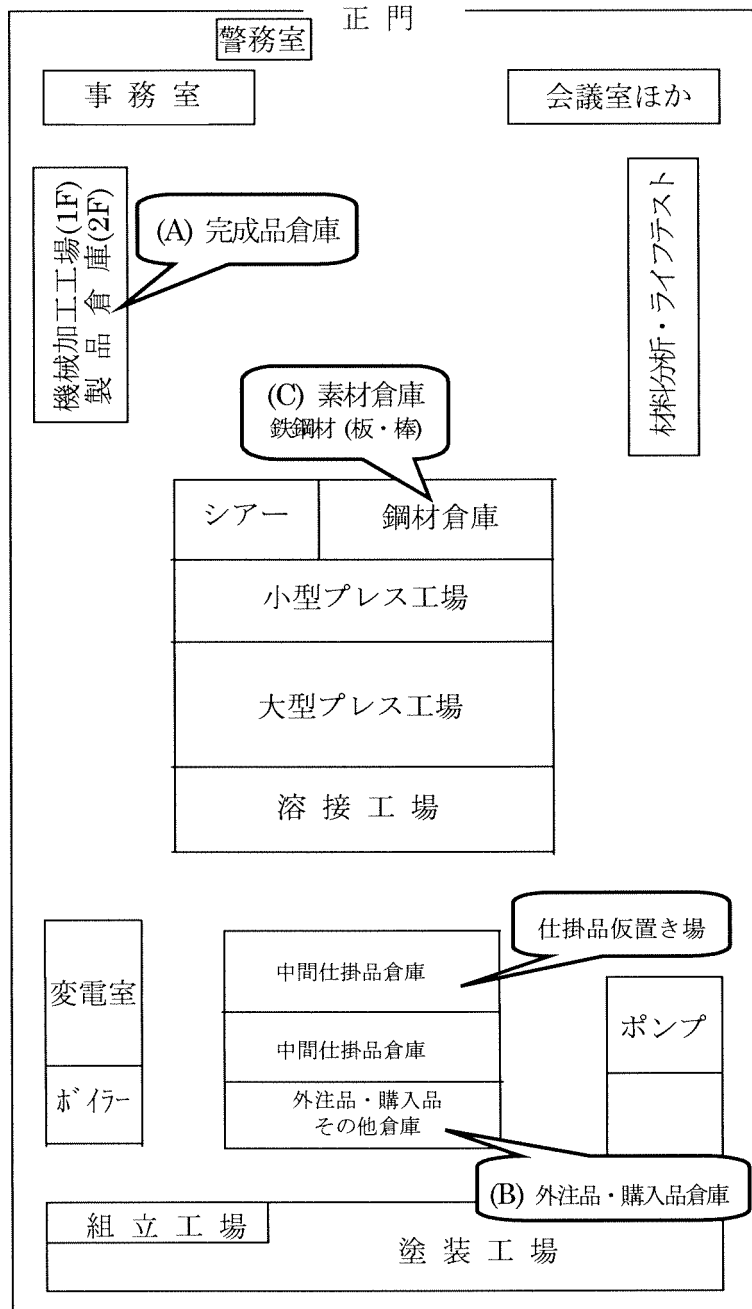 正門
警務室
事務室
会議室ほか
機械加工工場(1F)
製品倉庫(2F)
(A) 完成品倉庫
材料分析・ライフテスト
(C) 素材倉庫
鉄鋼材 (板・棒)
シアー
鋼材倉庫
小型プレス工場
大型プレス工場
溶接工場
仕掛品仮置き場
変電室
中間仕掛品倉庫
ポンプ
中間仕掛品倉庫
ボイラー
外注品・購入品
その他倉庫
(B) 外注品・購入品倉庫
組立工場
塗装工場